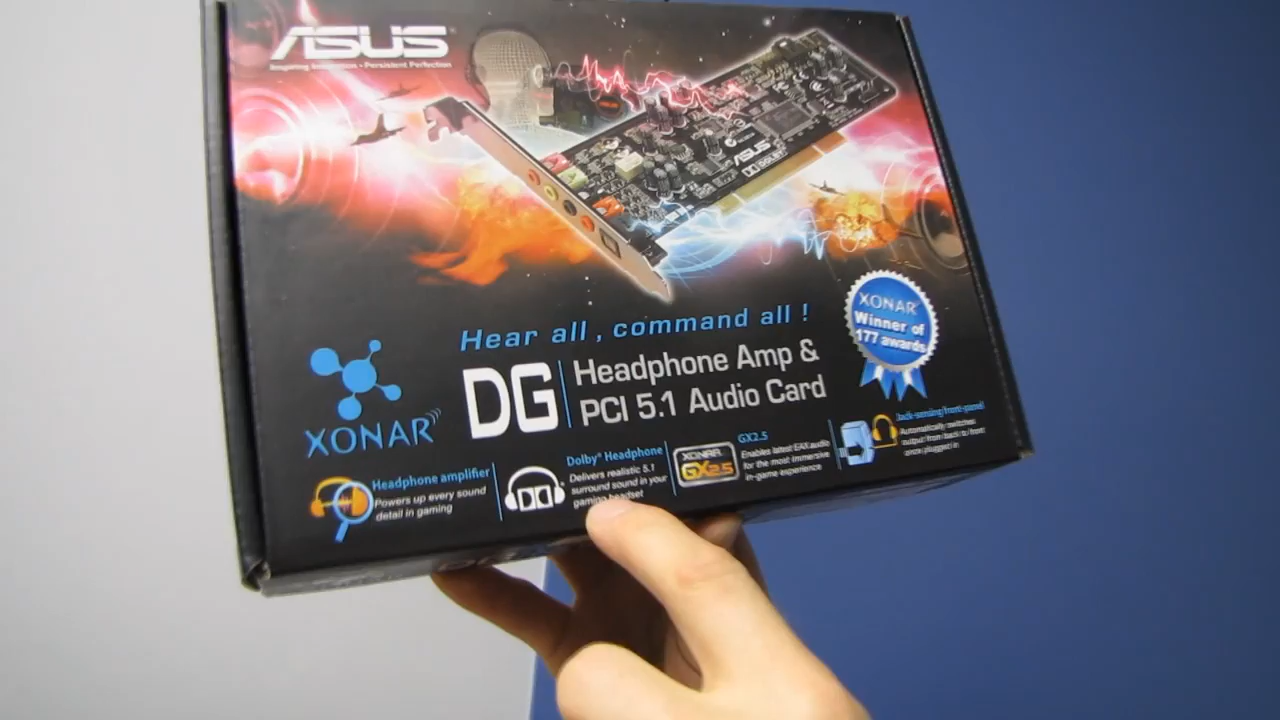 ASUS
Inspiring Innovation • Persistent Perfection
ASUS
DOLBY
Hear all, command all !
XONAR
DG
Headphone Amp &
PCI 5.1 Audio Card
XONAR
Winner of
177 awards
Headphone amplifier
Powers up every sound
detail in gaming
Dolby® Headphone
Delivers realistic 5.1
surround sound in your
gaming headset
XONAR
GX2.5
GX2.5
Enables latest EAX audio
for the most immersive
in-game experience
Jack-sensing front-panel
Automatically switches
output from back to front
once plugged in